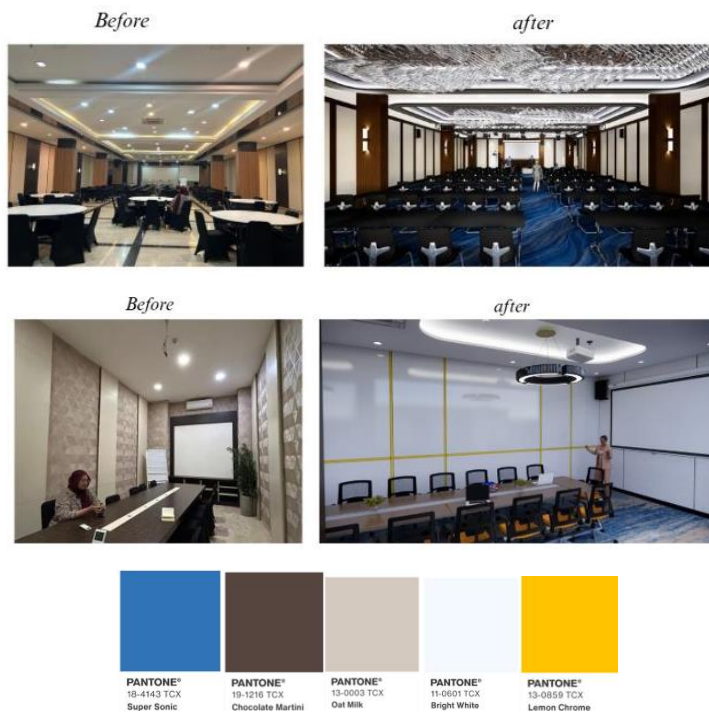 Before
after
Before
after
PANTONE®
18-4143 TCX
Super Sonic
PANTONE®
19-1216 TCX
Chocolate Martini
PANTONE®
13-0003 TCX
Oat Milk
PANTONE®
11-0601 TCX
Bright White
PANTONE®
13-0859 TCX
Lemon Chrome